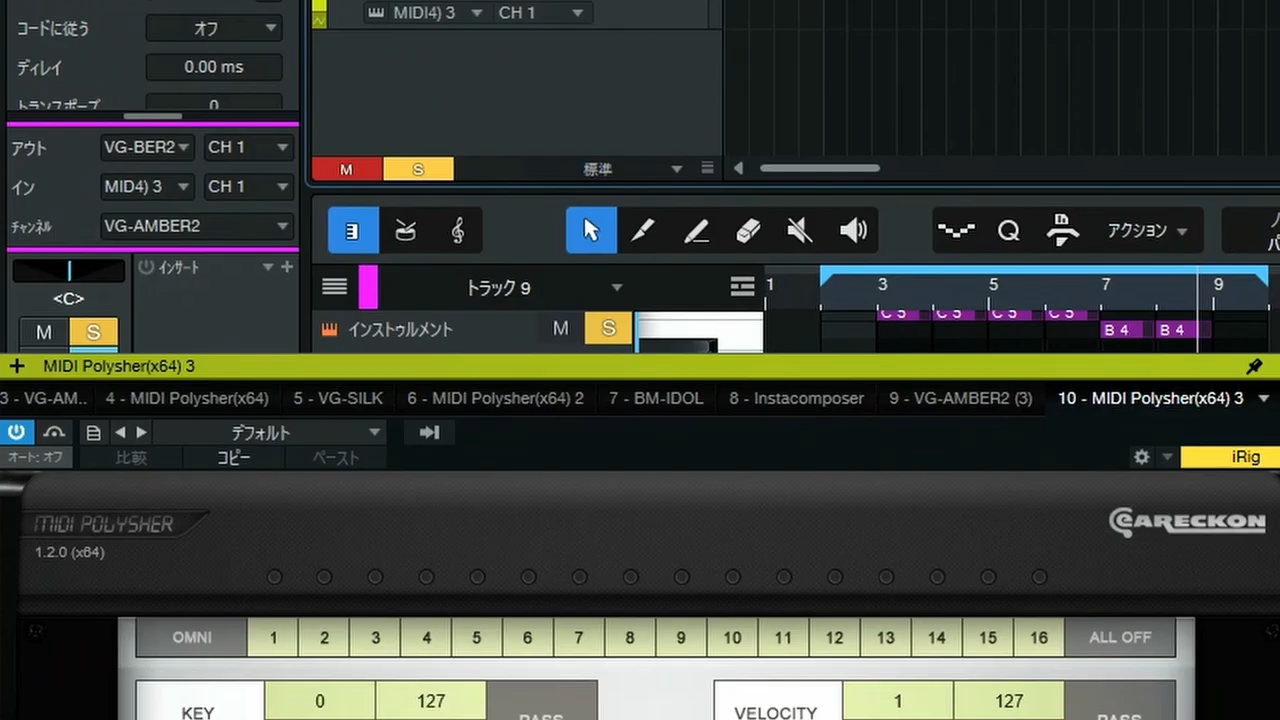 コードに従う オフ
MIDI4) 3 CH 1
ディレイ 0.00 ms
トランスポーズ 0
アウト VG-BER2 CH 1
イン MID4) 3 CH 1
チャンネル VG-AMBER2
M S 標準
アクション
インサート
<C>
M S
トラック 9
1 3 5 7 9
インストゥルメント M S
C 5 C 5 C 5 C 5 B 4 B 4
MIDI Polysher(x64) 3
3 - VG-AM.. 4 - MIDI Polysher(x64) 5 - VG-SILK 6 - MIDI Polysher(x64) 2 7 - BM-IDOL 8 - Instacomposer 9 - VG-AMBER2 (3) 10 - MIDI Polysher(x64) 3
デフォルト
オート: オフ 比較 コピー ペースト iRig
MIDI POLYSHER
CARECKON
1.2.0 (x64)
OMNI 1 2 3 4 5 6 7 8 9 10 11 12 13 14 15 16 ALL OFF
KEY 0 127 PASS VELOCITY 1 127 PASS